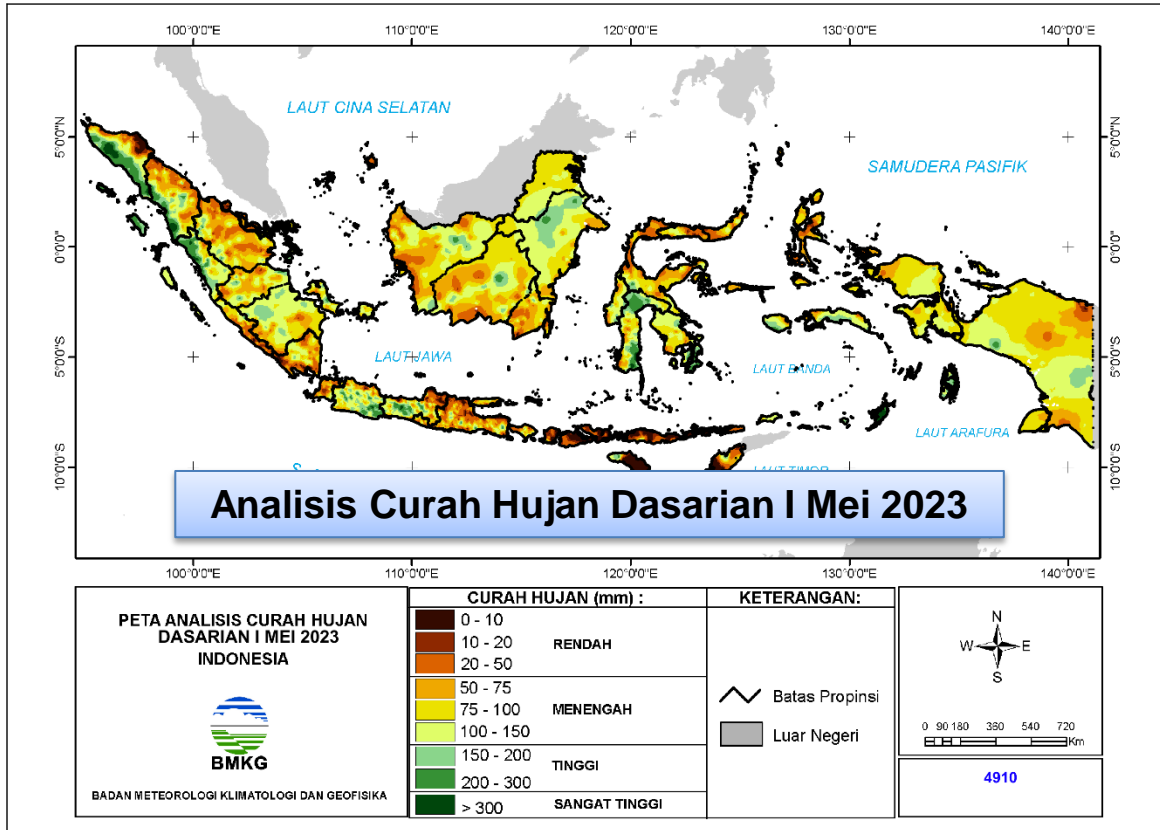 100°0'0"E 110°0'0"E 120°0'0"E 130°0'0"E 140°0'0"E
LAUT CINA SELATAN
5°0'0"N 5°0'0"N
SAMUDERA PASIFIK
0°0'0" 0°0'0"
LAUT JAWA
5°0'0"S 5°0'0"S
LAUT BANDA
LAUT ARAFURA
10°0'0"S 10°0'0"S
LAUT TIMOR
Analisis Curah Hujan Dasarian I Mei 2023
100°0'0"E 110°0'0"E 120°0'0"E 130°0'0"E 140°0'0"E
PETA ANALISIS CURAH HUJAN
DASARIAN I MEI 2023
INDONESIA
BMKG
BADAN METEOROLOGI KLIMATOLOGI DAN GEOFISIKA
CURAH HUJAN (mm) :
0 - 10
10 - 20
RENDAH
20 - 50
50 - 75
75 - 100
MENENGAH
100 - 150
150 - 200
TINGGI
200 - 300
> 300
SANGAT TINGGI
KETERANGAN:
Batas Propinsi
Luar Negeri
N
W E
S
0 90 180 360 540 720
Km
4910